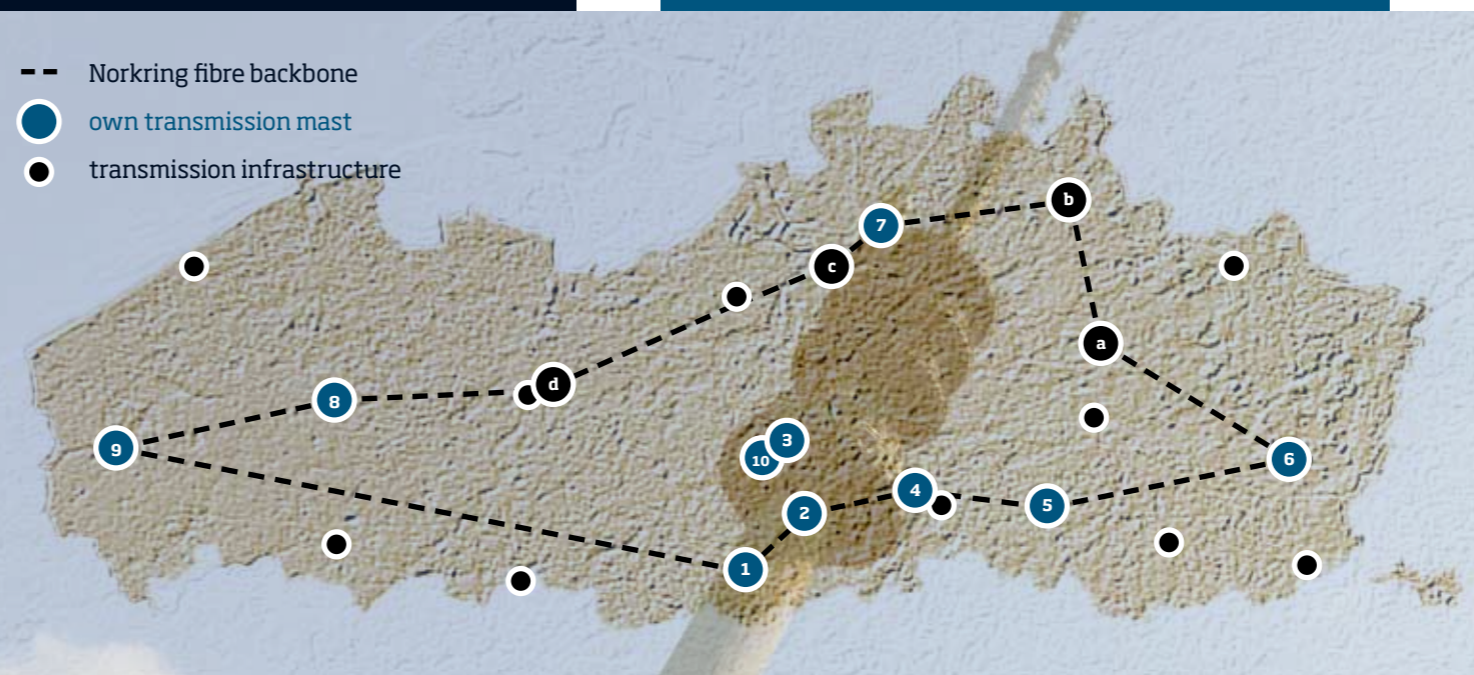 Norkring fibre backbone
own transmission mast
transmission infrastructure
b
7
c
a
d
8
3
9
10
6
4
5
2
1